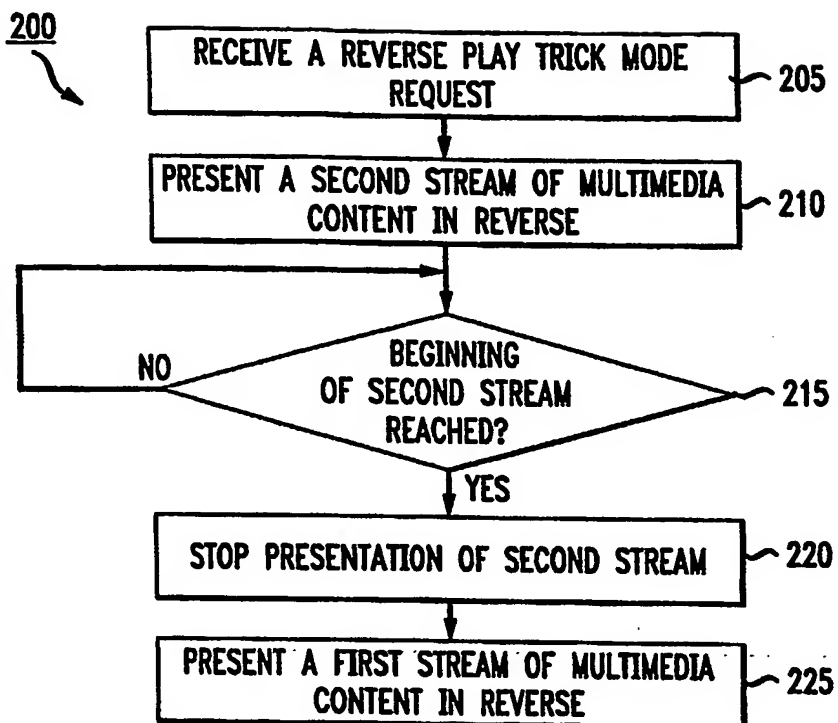 200
RECEIVE A REVERSE PLAY TRICK MODE
REQUEST
205
PRESENT A SECOND STREAM OF MULTIMEDIA
CONTENT IN REVERSE
210
NO
BEGINNING
OF SECOND STREAM
REACHED?
215
YES
STOP PRESENTATION OF SECOND STREAM
220
PRESENT A FIRST STREAM OF MULTIMEDIA
CONTENT IN REVERSE
225